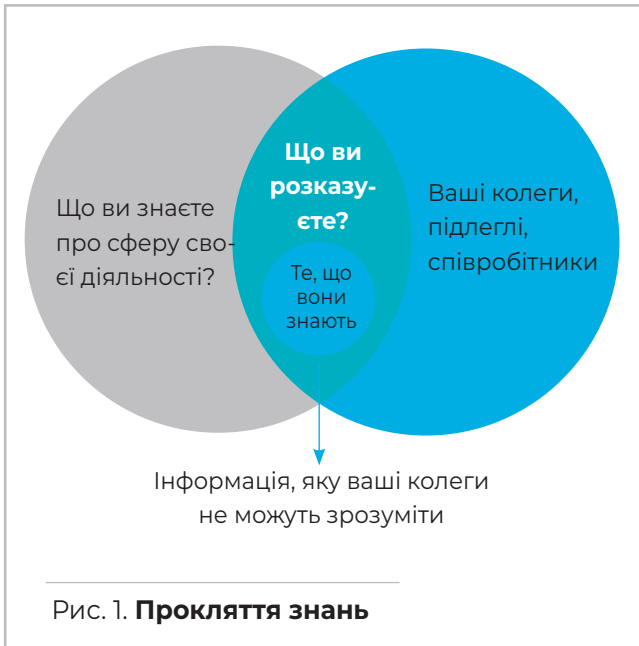 Що ви
розказу-
єте?
Що ви знаєте
про сферу сво-
єї діяльності?
Ваші колеги,
підлеглі,
співробітники
Те, що
вони
знають
Інформація, яку ваші колеги
не можуть зрозуміти
Рис. 1. Прокляття знань